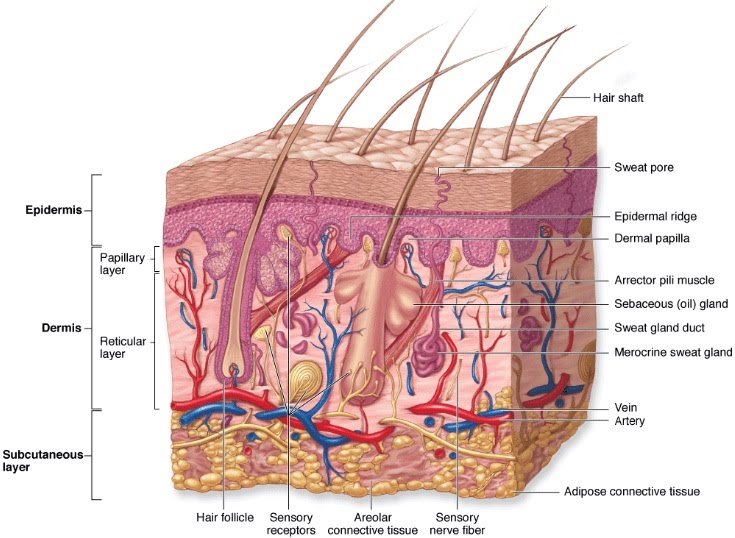 Hair shaft
Sweat pore
Epidermis
Epidermal ridge
Dermal papilla
Papillary
layer
Arrector pili muscle
Sebaceous (oil) gland
Dermis
Sweat gland duct
Reticular
layer
Merocrine sweat gland
Vein
Artery
Subcutaneous
layer
Adipose connective tissue
Hair follicle
Sensory
receptors
Areolar
connective tissue
Sensory
nerve fiber